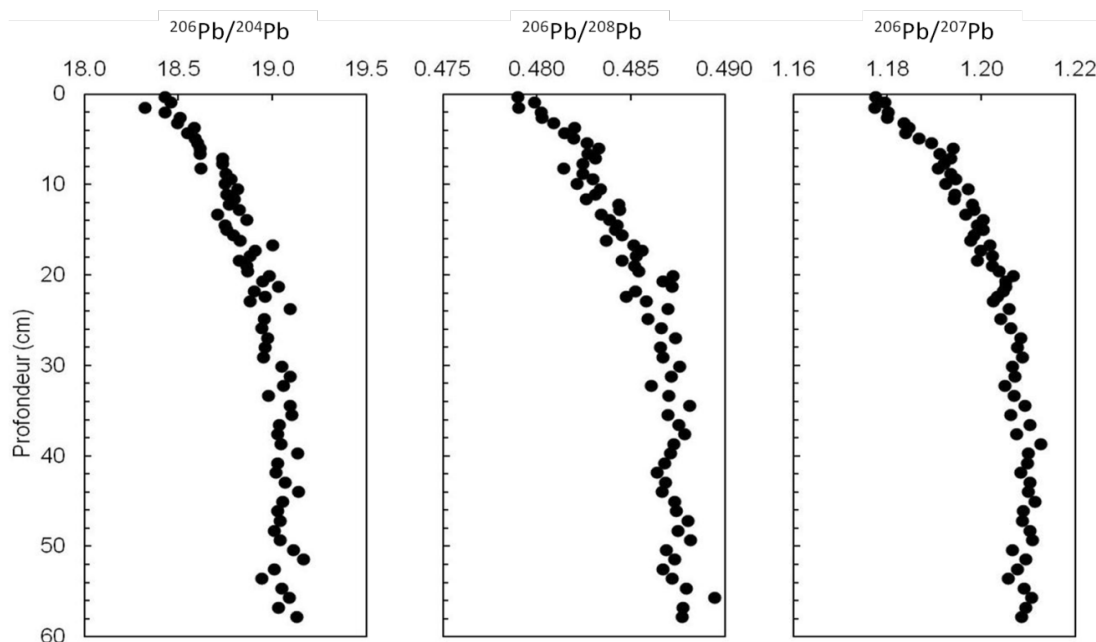 ²⁰⁶Pb/²⁰⁴Pb ²⁰⁶Pb/²⁰⁸Pb ²⁰⁶Pb/²⁰⁷Pb
18.0 18.5 19.0 19.5 0.475 0.480 0.485 0.490 1.16 1.18 1.20 1.22
0
10
20
30
40
50
60
Profondeur (cm)